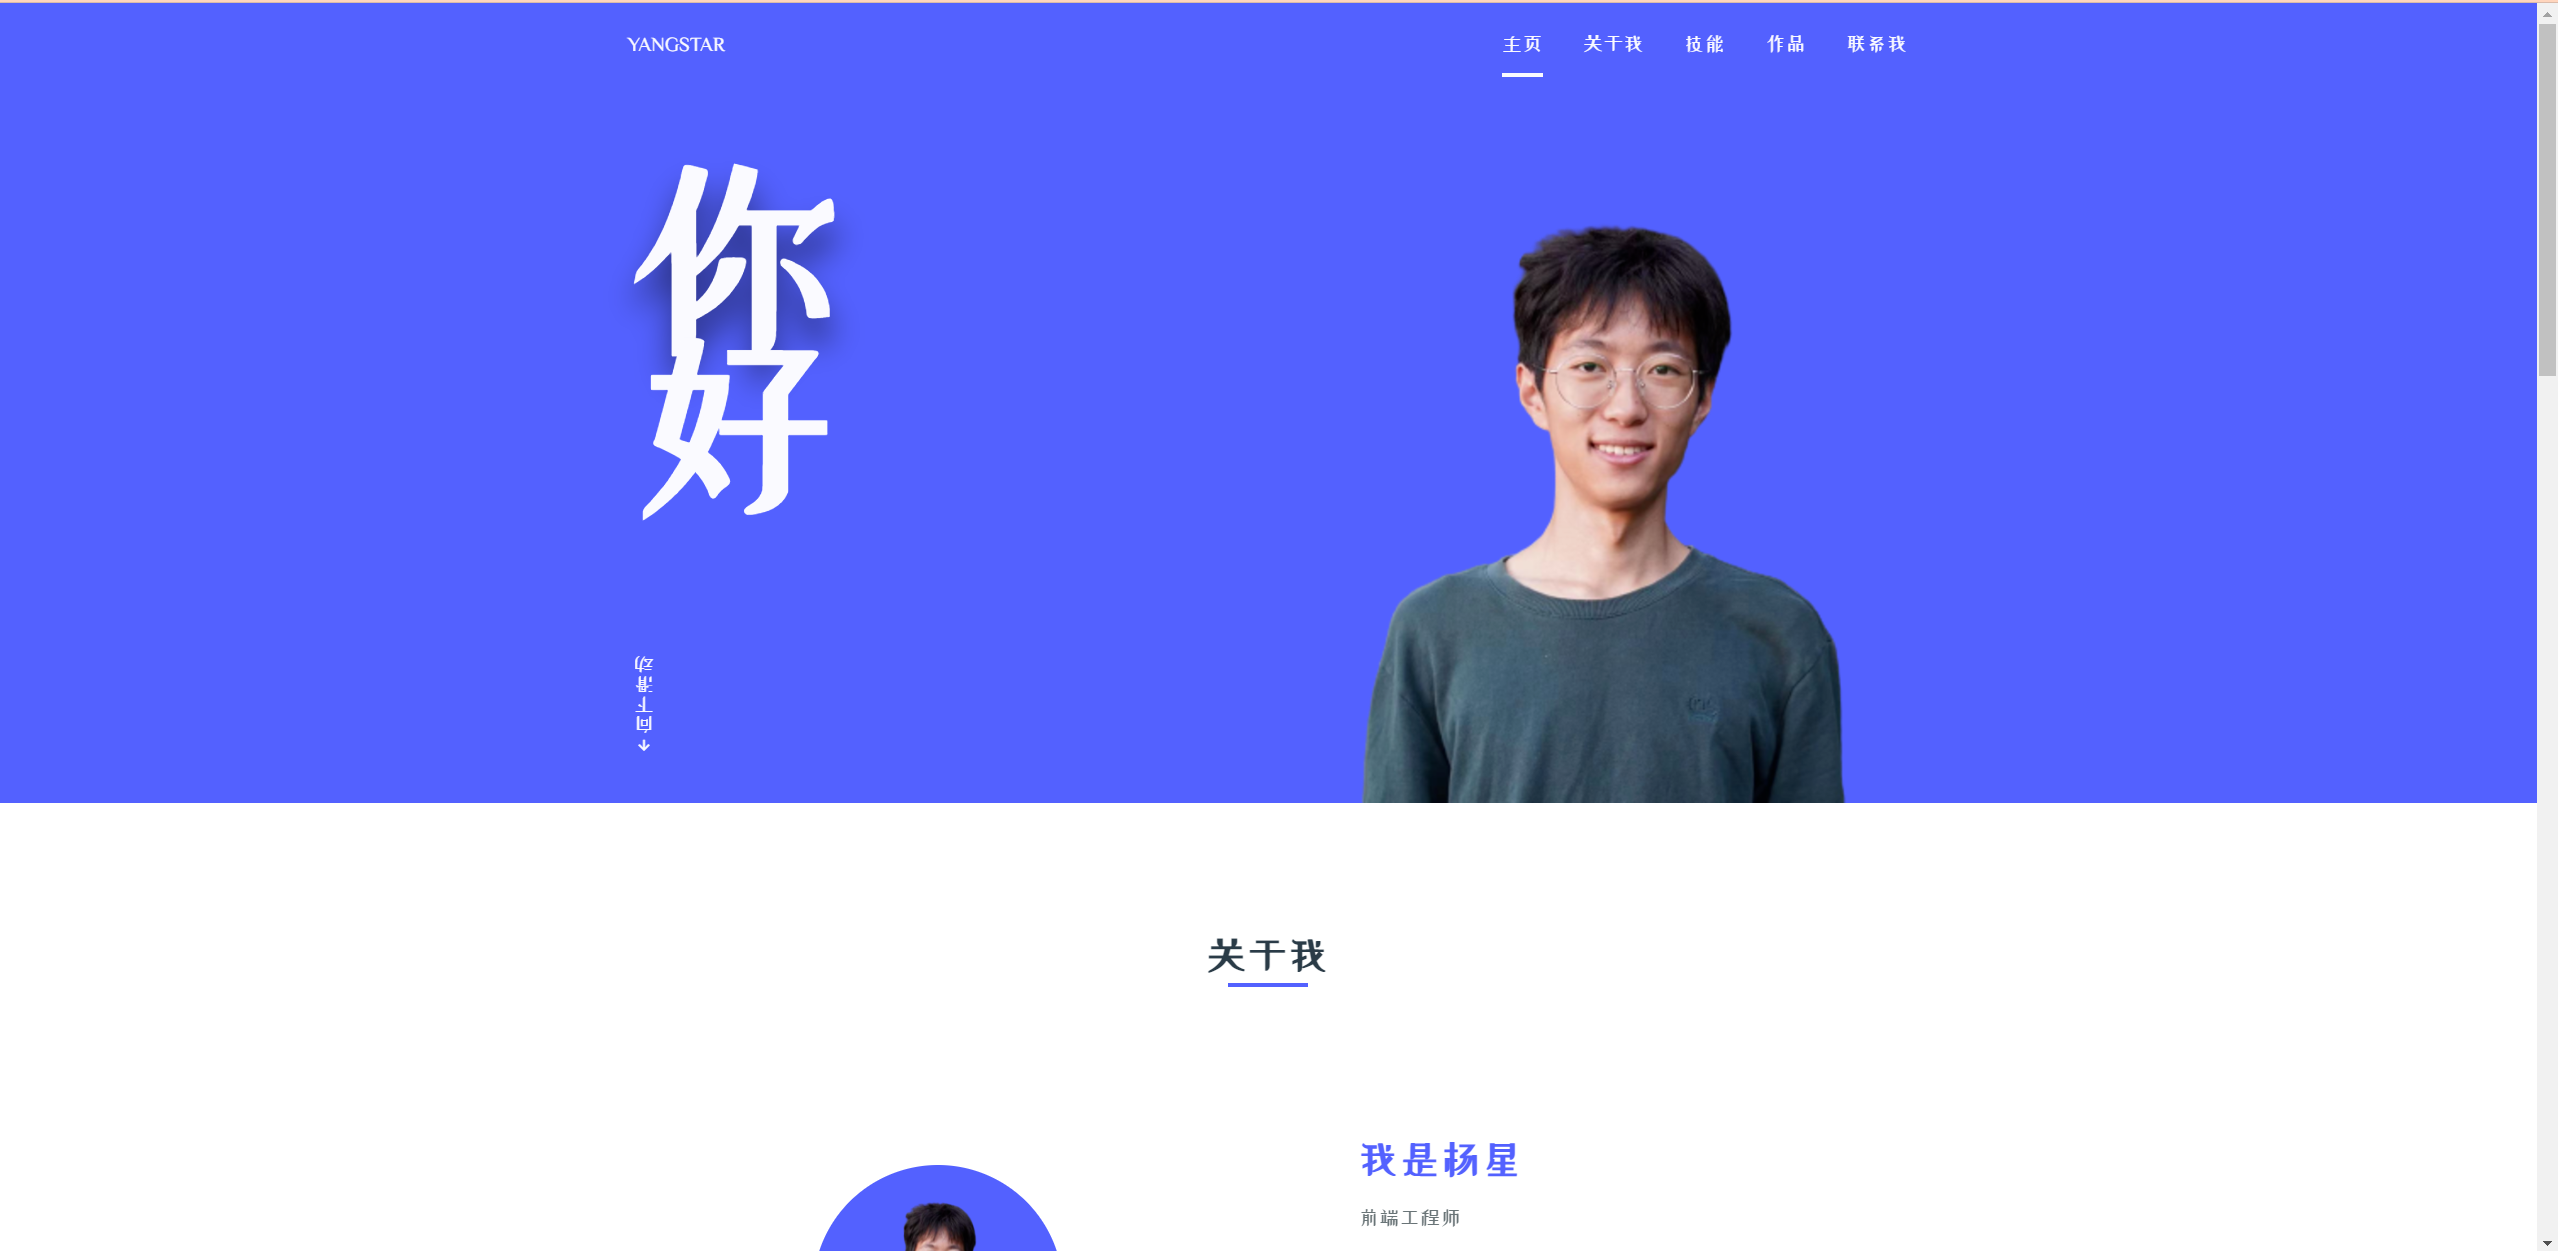 YANGSTAR
主页 关于我 技能 作品 联系我
你
好
向下滑动
关于我
我是杨星
前端工程师